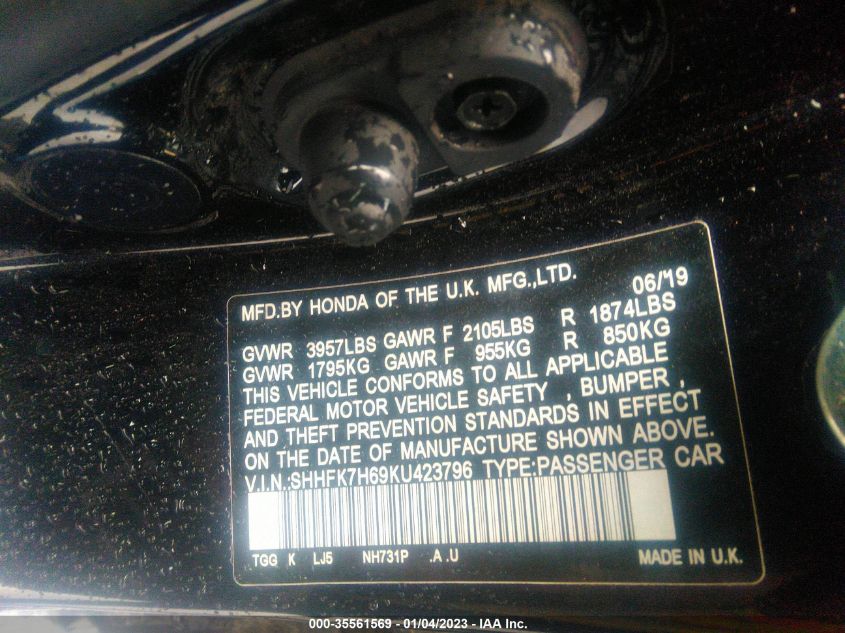 MFD.BY HONDA OF THE U.K. MFG.,LTD. 06/19
GVWR 3957LBS GAWR F 2105LBS R 1874LBS
GVWR 1795KG GAWR F 955KG R 850KG
THIS VEHICLE CONFORMS TO ALL APPLICABLE
FEDERAL MOTOR VEHICLE SAFETY , BUMPER ,
AND THEFT PREVENTION STANDARDS IN EFFECT
ON THE DATE OF MANUFACTURE SHOWN ABOVE.
V.I.N.:SHHFK7H69KU423796 TYPE:PASSENGER CAR
TGG K LJ5 NH731P .A .U MADE IN U.K.
000-35561569 - 01/04/2023 - IAA Inc.